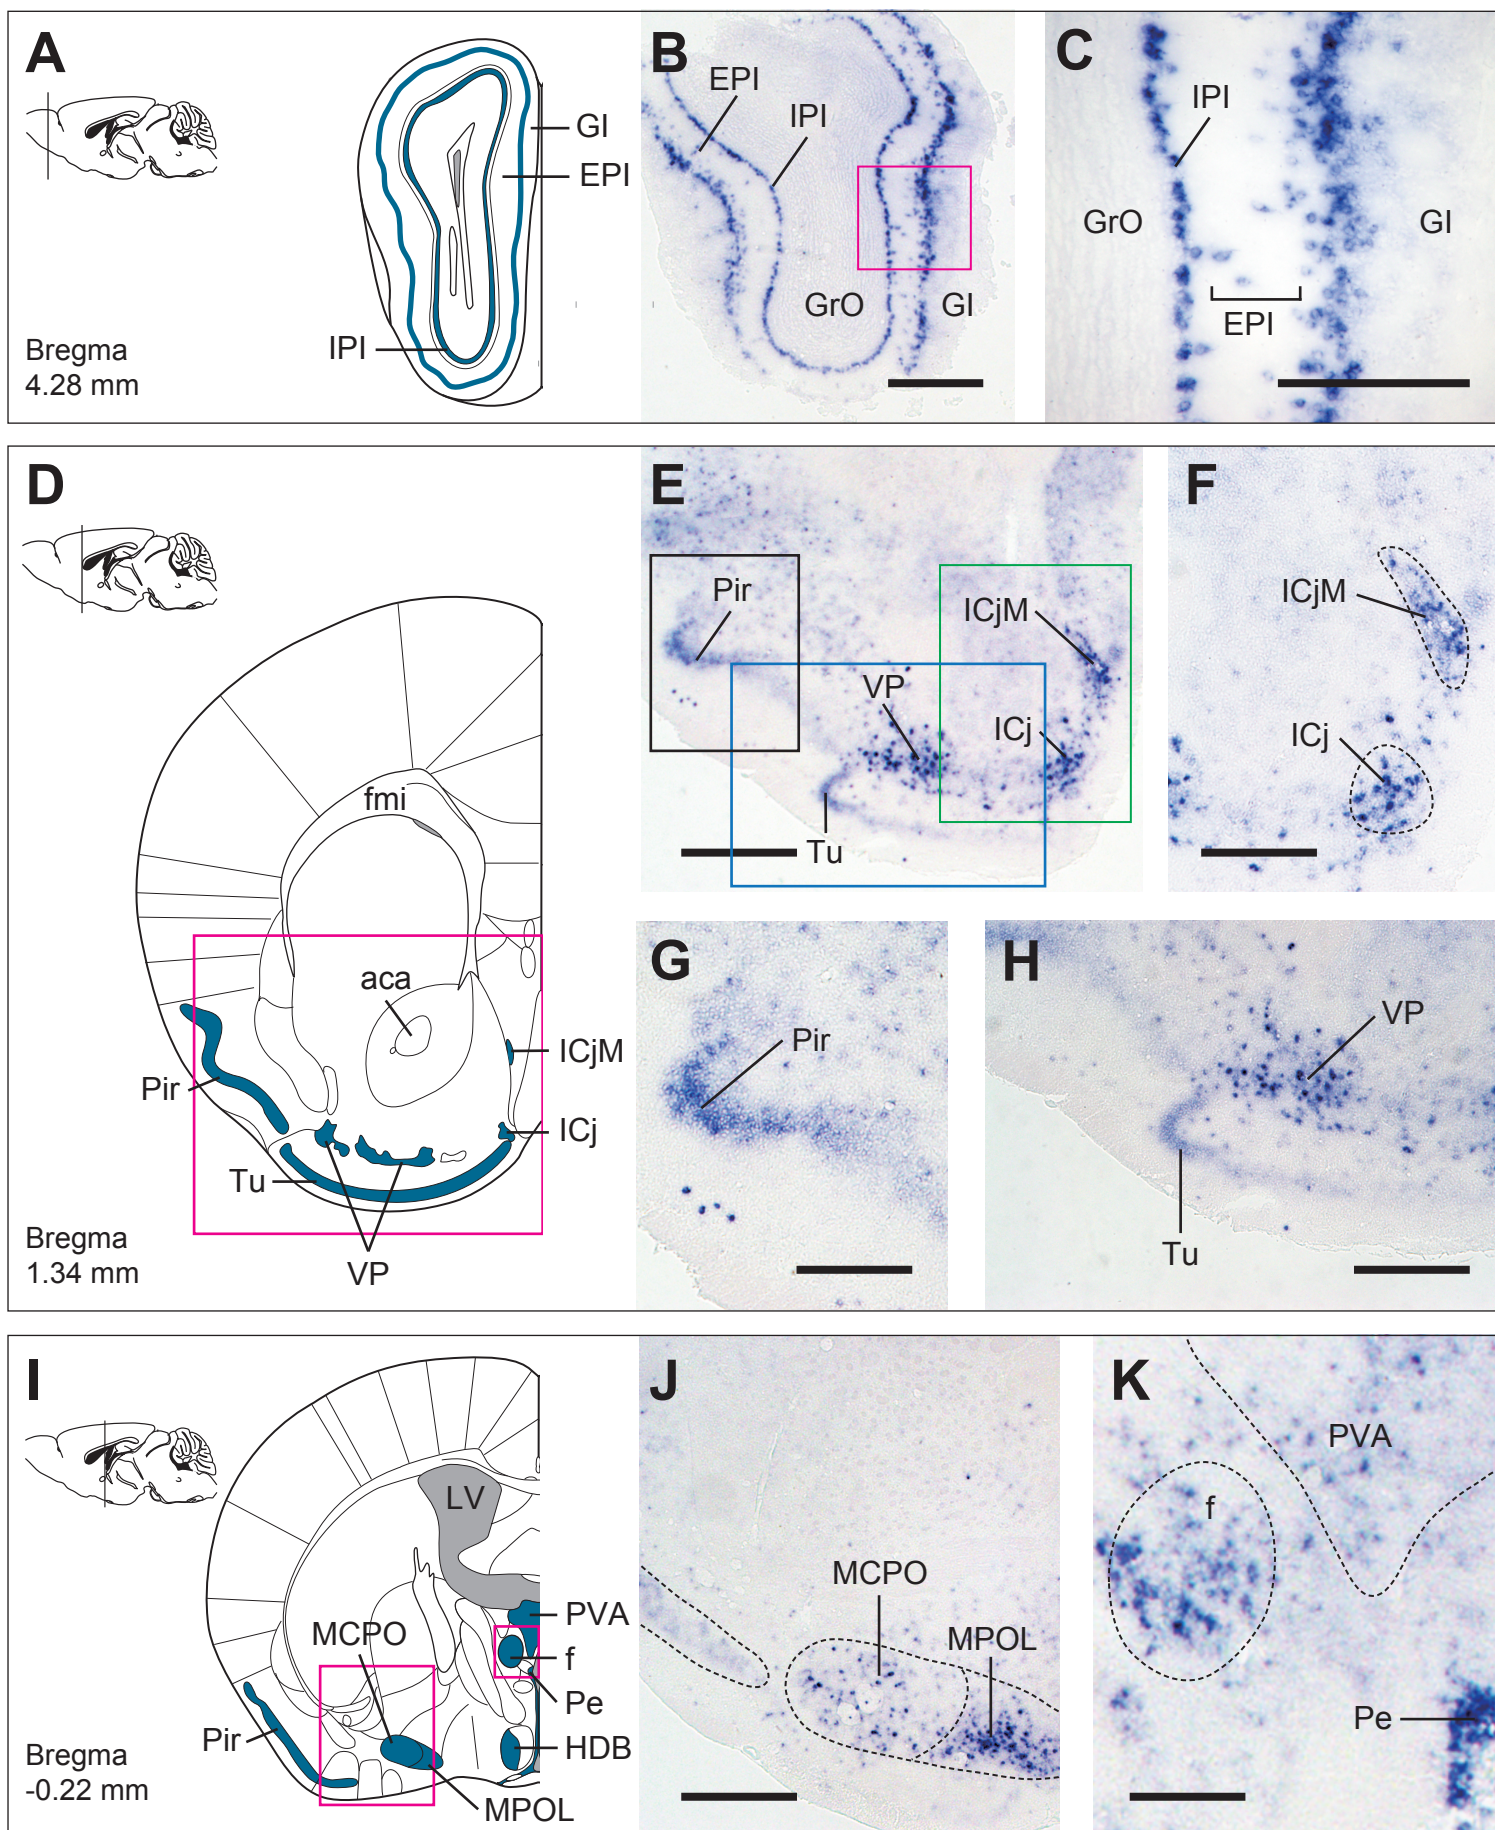 A
GI
EPI
IPI
Bregma
4.28 mm
B
EPI
IPI
GrO
GI
C
IPI
GrO
GI
EPI
D
fmi
aca
ICjM
Pir
ICj
Tu
VP
Bregma
1.34 mm
E
Pir
ICjM
VP
ICj
Tu
F
ICjM
ICj
G
Pir
H
VP
Tu
I
LV
PVA
MCPO
f
Pe
Pir
HDB
MPOL
Bregma
-0.22 mm
J
MCPO
MPOL
K
PVA
f
Pe